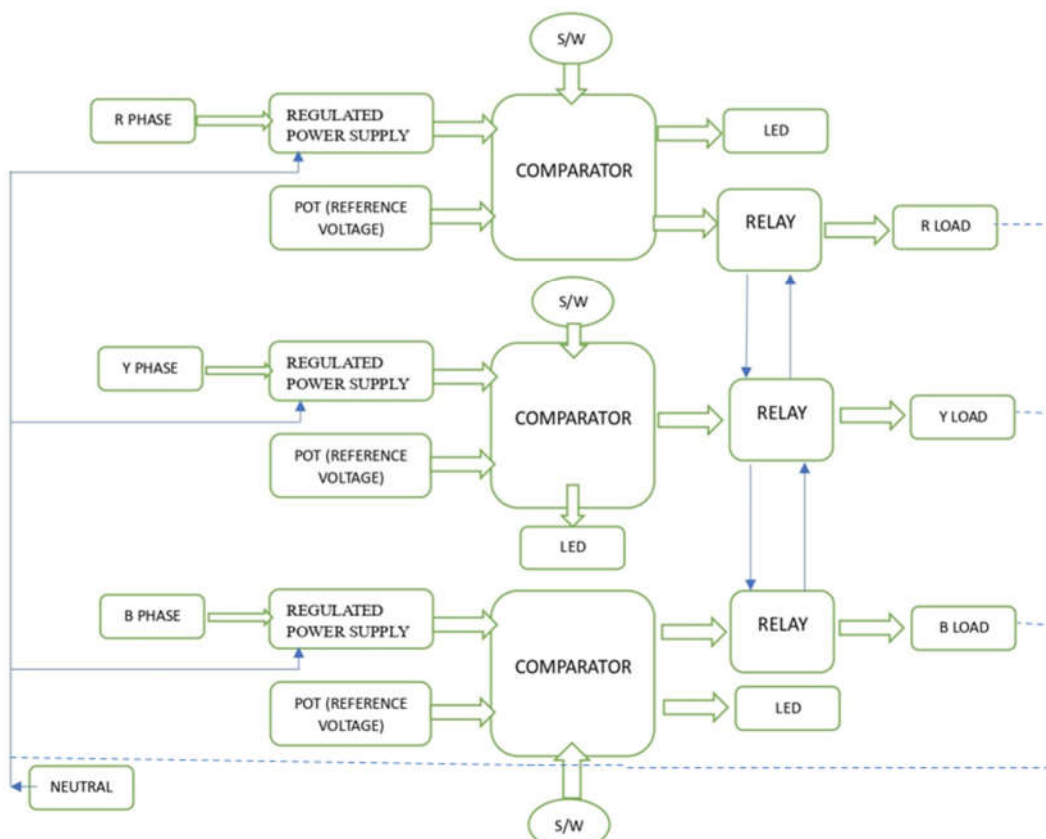 S/W
R PHASE
REGULATED
POWER SUPPLY
LED
COMPARATOR
POT (REFERENCE
VOLTAGE)
RELAY
R LOAD
S/W
Y PHASE
REGULATED
POWER SUPPLY
COMPARATOR
RELAY
Y LOAD
POT (REFERENCE
VOLTAGE)
LED
B PHASE
REGULATED
POWER SUPPLY
RELAY
B LOAD
COMPARATOR
POT (REFERENCE
VOLTAGE)
LED
NEUTRAL
S/W